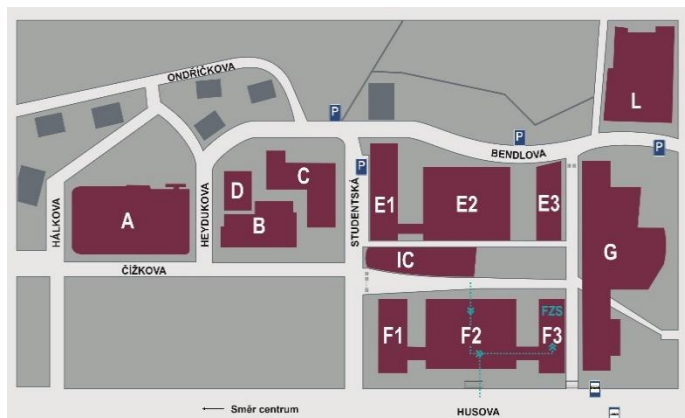 ONDŘÍČKOVA
P
L
P
BENDLOVA
P
P
C
D
E1
E2
E3
HÁLKOVA
A
HEYDUKOVA
B
STUDENTSKÁ
G
IC
ČÍŽKOVA
FZS
F1
F2
F3
Směr centrum
HUSOVA